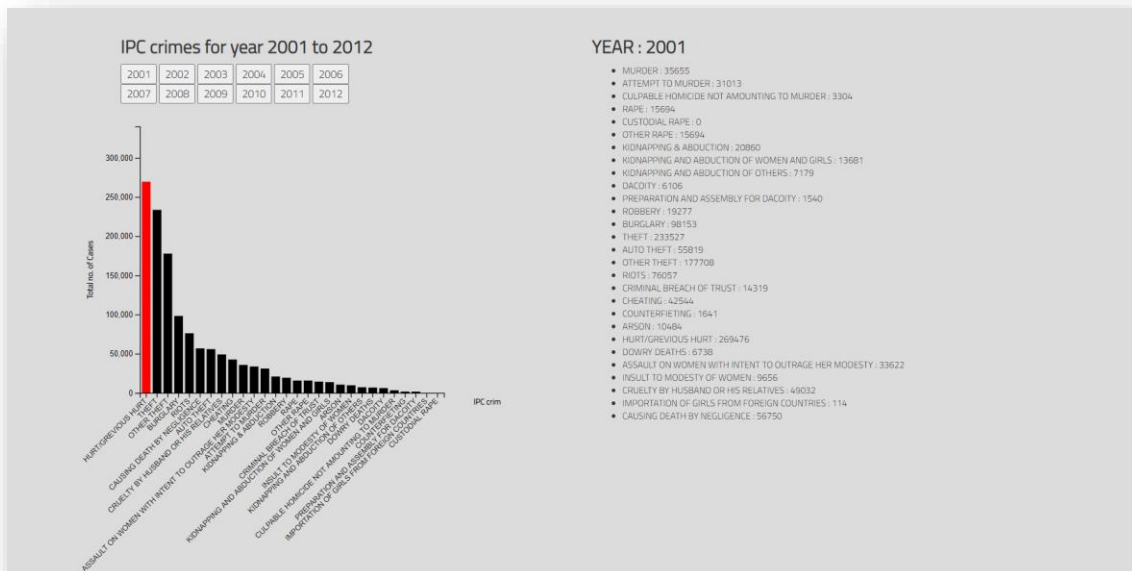 IPC crimes for year 2001 to 2012
2001 2002 2003 2004 2005 2006
2007 2008 2009 2010 2011 2012
Total no. of Cases
300,000
250,000
200,000
150,000
100,000
50,000
0
HURT/GREVIOUS HURT
THEFT
OTHER THEFT
BURGLARY
RIOTS
CAUSING DEATH BY NEGLIGENCE
AUTO THEFT
CRUELTY BY HUSBAND OR HIS RELATIVES
CHEATING
MURDER
ASSAULT ON WOMEN WITH INTENT TO OUTRAGE HER MODESTY
ATTEMPT TO MURDER
KIDNAPPING & ABDUCTION
ROBBERY
RAPE
OTHER RAPE
CRIMINAL BREACH OF TRUST
KIDNAPPING AND ABDUCTION OF WOMEN AND GIRLS
ARSON
INSULT TO MODESTY OF WOMEN
KIDNAPPING AND ABDUCTION OF OTHERS
DOWRY DEATHS
DACOITY
CULPABLE HOMICIDE NOT AMOUNTING TO MURDER
COUNTERFIETING
PREPARATION AND ASSEMBLY FOR DACOITY
IMPORTATION OF GIRLS FROM FOREIGN COUNTRIES
CUSTODIAL RAPE
IPC crim
YEAR : 2001
MURDER : 35655
ATTEMPT TO MURDER : 31013
CULPABLE HOMICIDE NOT AMOUNTING TO MURDER : 3304
RAPE : 15694
CUSTODIAL RAPE : 0
OTHER RAPE : 15694
KIDNAPPING & ABDUCTION : 20860
KIDNAPPING AND ABDUCTION OF WOMEN AND GIRLS : 13681
KIDNAPPING AND ABDUCTION OF OTHERS : 7179
DACOITY : 6106
PREPARATION AND ASSEMBLY FOR DACOITY : 1540
ROBBERY : 19277
BURGLARY : 98153
THEFT : 233527
AUTO THEFT : 55819
OTHER THEFT : 177708
RIOTS : 76057
CRIMINAL BREACH OF TRUST : 14319
CHEATING : 42544
COUNTERFIETING : 1641
ARSON : 10484
HURT/GREVIOUS HURT : 269476
DOWRY DEATHS : 6738
ASSAULT ON WOMEN WITH INTENT TO OUTRAGE HER MODESTY : 33622
INSULT TO MODESTY OF WOMEN : 9656
CRUELTY BY HUSBAND OR HIS RELATIVES : 49032
IMPORTATION OF GIRLS FROM FOREIGN COUNTRIES : 114
CAUSING DEATH BY NEGLIGENCE : 56750